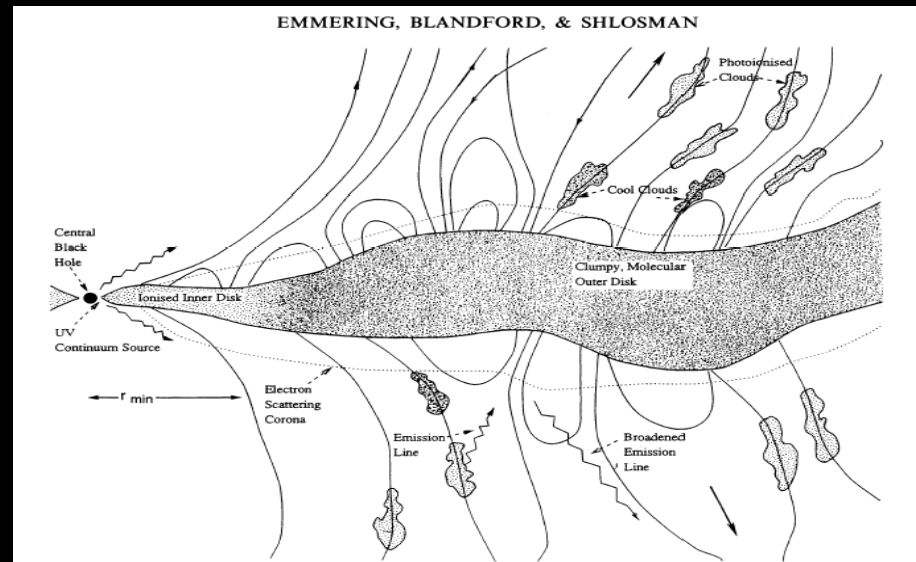 EMMERING, BLANDFORD, & SHLOSMAN
Photoionised
Clouds
Cool Clouds
Central
Black
Hole
Clumpy, Molecular
Outer Disk
Ionised Inner Disk
UV
Continuum Source
r min
Electron
Scattering
Corona
Emission
Line
Broadened
Emission
Line